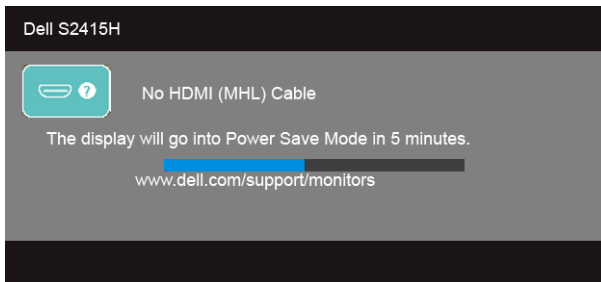 Dell S2415H
?
No HDMI (MHL) Cable
The display will go into Power Save Mode in 5 minutes.
www.dell.com/support/monitors